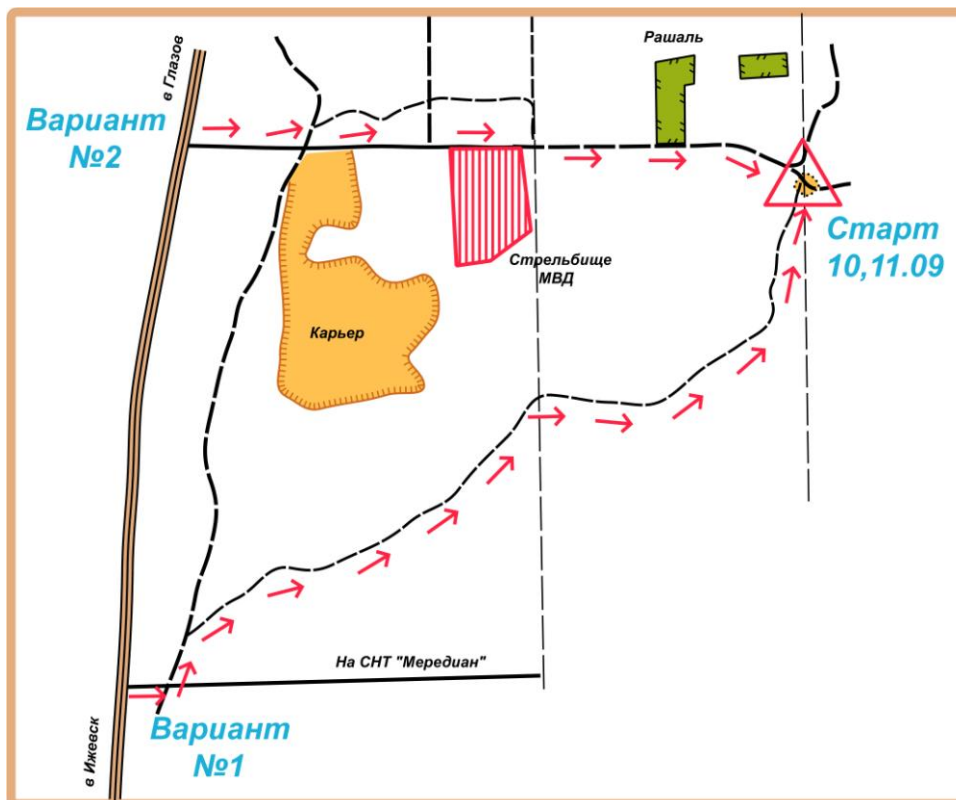 в Глазов
Рашаль
Вариант
№2
Старт
10,11.09
Стрельбище
МВД
Карьер
На СНТ "Мередиан"
Вариант
№1
в Ижевск